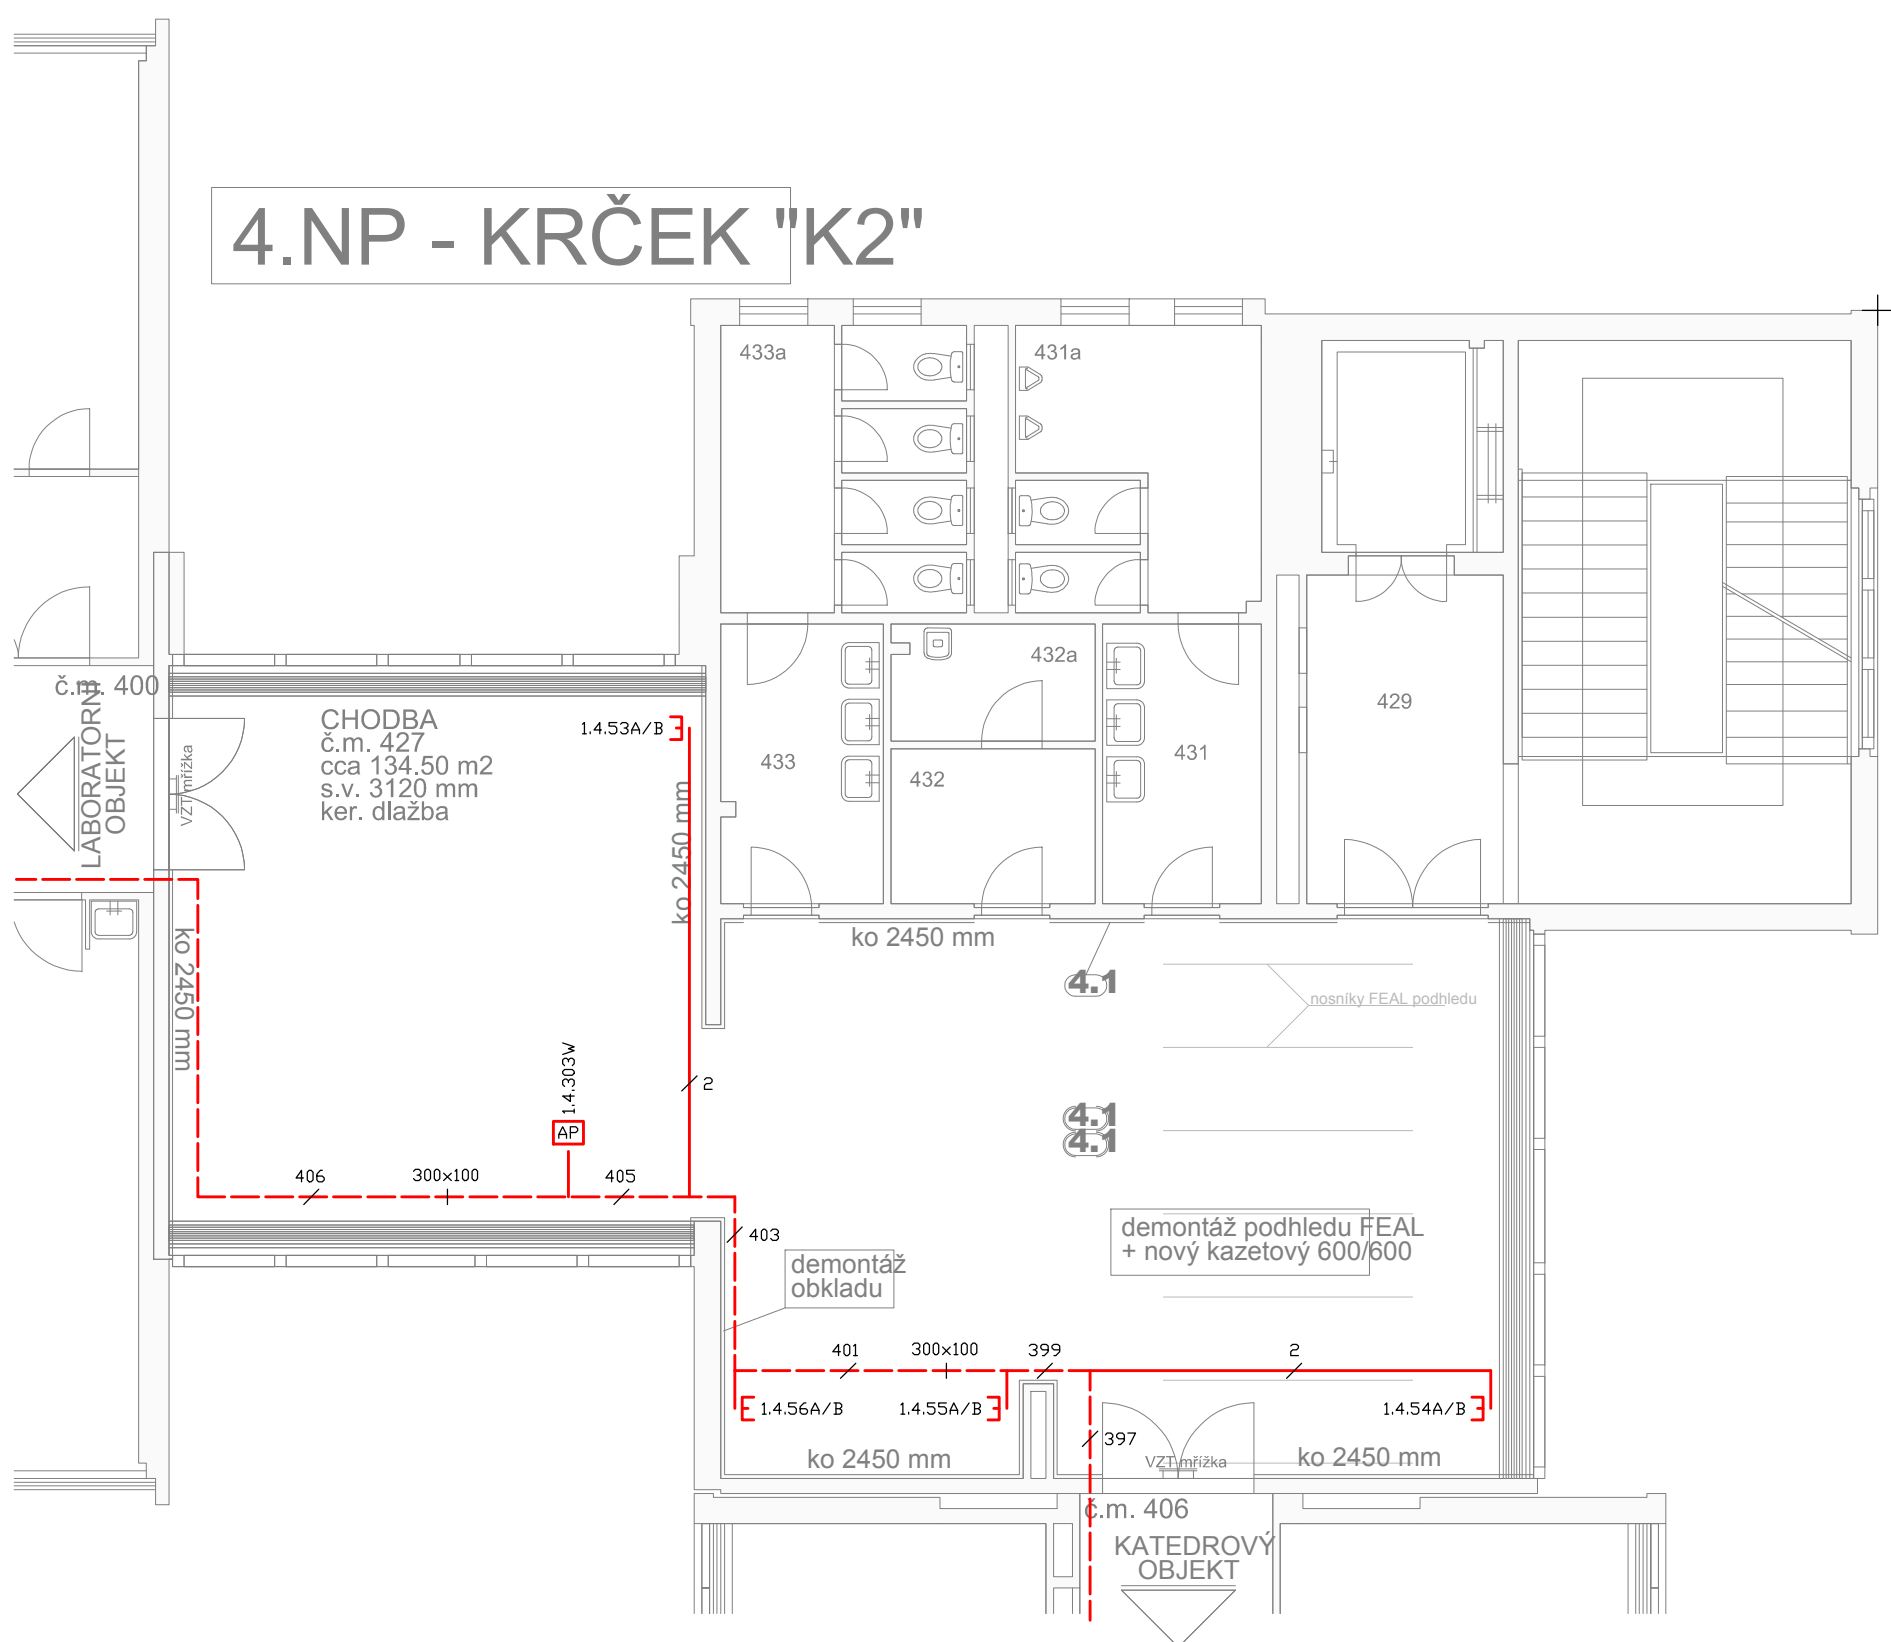 4.NP - KRČEK "K2"
433a
431a
432a
č.m. 400
LABORATORNÍ
OBJEKT
VZT mřížka
CHODBA
č.m. 427
cca 134.50 m2
s.v. 3120 mm
ker. dlažba
1.4.53A/B
ko 2450 mm
433
432
431
429
ko 2450 mm
ko 2450 mm
4.1
nosníky FEAL podhledu
1.4.303W
AP
2
4.1
4.1
406
300x100
405
403
demontáž
obkladu
demontáž podhledu FEAL
+ nový kazetový 600/600
401
300x100
399
2
1.4.56A/B
1.4.55A/B
1.4.54A/B
397
ko 2450 mm
VZT mřížka
ko 2450 mm
č.m. 406
KATEDROVÝ
OBJEKT